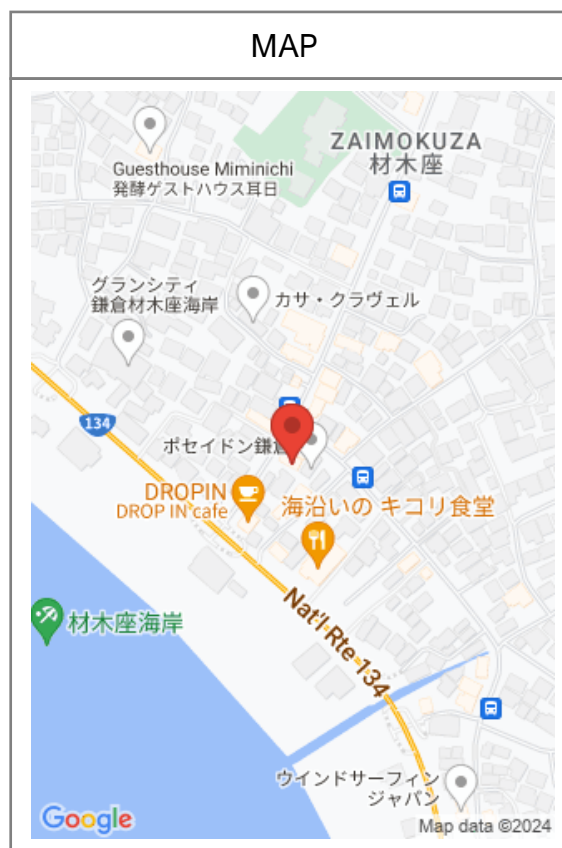 MAP
ZAIMOKUZA
材木座
Guesthouse Miminichi
発酵ゲストハウス耳日
グランシティ
鎌倉材木座海岸
カサ・クラヴェル
134
ポセイドン鎌倉
DROPIN
DROP IN cafe
海沿いの キコリ食堂
Nat'l Rte 134
材木座海岸
ウインドサーフィン
ジャパン
Google
Map data ©2024